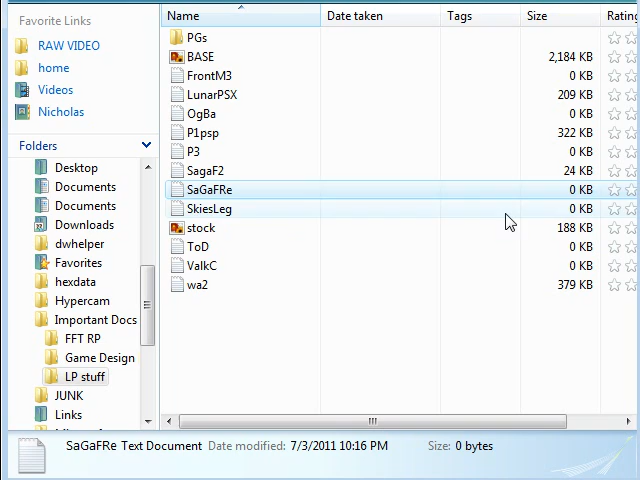 Favorite Links
RAW VIDEO
home
Videos
Nicholas
Folders
Desktop
Documents
Documents
Downloads
dwhelper
Favorites
hexdata
Hypercam
Important Docs
FFT RP
Game Design
LP stuff
JUNK
Links
Name Date taken Tags Size Rating
PGs
BASE 2,184 KB
FrontM3 0 KB
LunarPSX 209 KB
OgBa 0 KB
P1psp 322 KB
P3 0 KB
SagaF2 24 KB
SaGaFRe 0 KB
SkiesLeg 0 KB
stock 188 KB
ToD 0 KB
ValkC 0 KB
wa2 379 KB
SaGaFRe Text Document Date modified: 7/3/2011 10:16 PM Size: 0 bytes